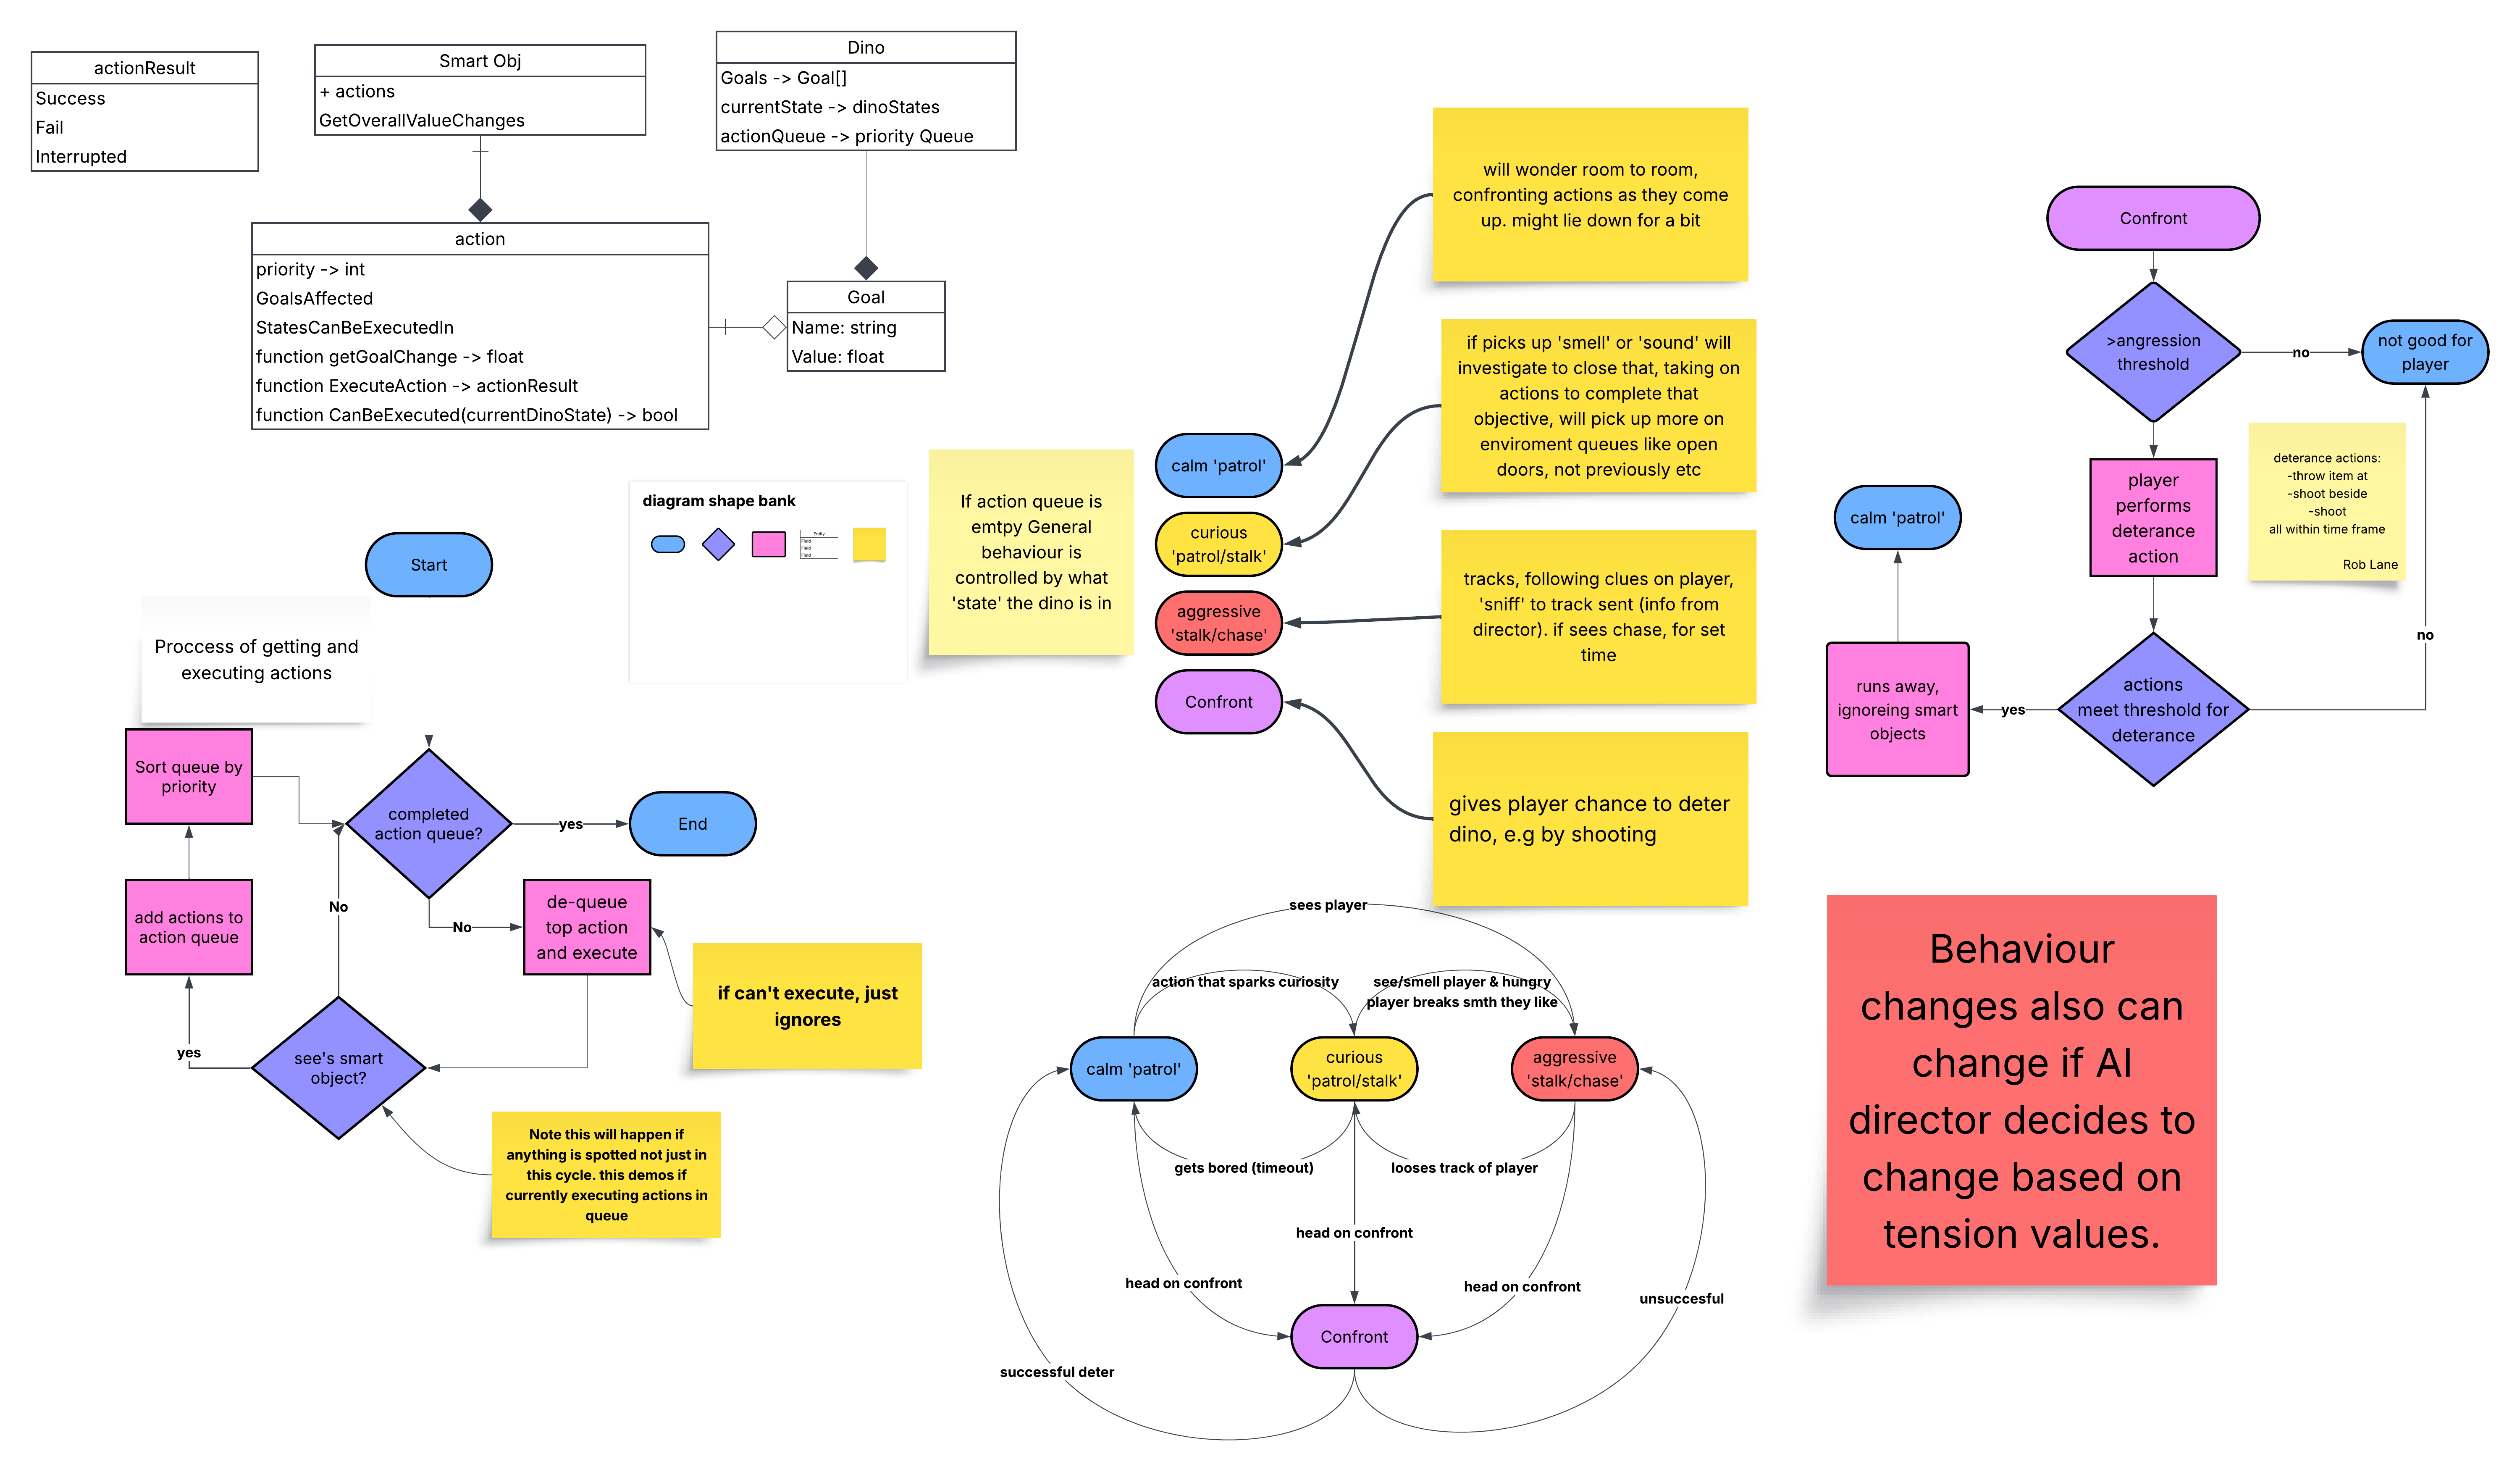 actionResult
Success
Fail
Interrupted
Smart Obj
+ actions
GetOverallValueChanges
Dino
Goals -> Goal[]
currentState -> dinoStates
actionQueue -> priority Queue
action
priority -> int
GoalsAffected
StatesCanBeExecutedIn
function getGoalChange -> float
function ExecuteAction -> actionResult
function CanBeExecuted(currentDinoState) -> bool
Goal
Name: string
Value: float
diagram shape bank
Entity
Field
Field
Field
Start
Proccess of getting and
executing actions
Sort queue by
priority
completed
action queue?
yes
End
add actions to
action queue
No
No
de-queue
top action
and execute
if can't execute, just
ignores
yes
see's smart
object?
Note this will happen if
anything is spotted not just in
this cycle. this demos if
currently executing actions in
queue
If action queue is
emtpy General
behaviour is
controlled by what
'state' the dino is in
calm 'patrol'
curious
'patrol/stalk'
aggressive
'stalk/chase'
Confront
will wonder room to room,
confronting actions as they come
up. might lie down for a bit
if picks up 'smell' or 'sound' will
investigate to close that, taking on
actions to complete that
objective, will pick up more on
enviroment queues like open
doors, not previously etc
tracks, following clues on player,
'sniff' to track sent (info from
director). if sees chase, for set
time
gives player chance to deter
dino, e.g by shooting
sees player
action that sparks curiosity
see/smell player & hungry
player breaks smth they like
calm 'patrol'
curious
'patrol/stalk'
aggressive
'stalk/chase'
gets bored (timeout)
looses track of player
head on confront
head on confront
head on confront
unsuccesful
Confront
successful deter
Confront
>angression
threshold
no
not good for
player
player
performs
deterance
action
deterance actions:
-throw item at
-shoot beside
-shoot
all within time frame
Rob Lane
calm 'patrol'
no
runs away,
ignoreing smart
objects
yes
actions
meet threshold for
deterance
Behaviour
changes also can
change if AI
director decides to
change based on
tension values.